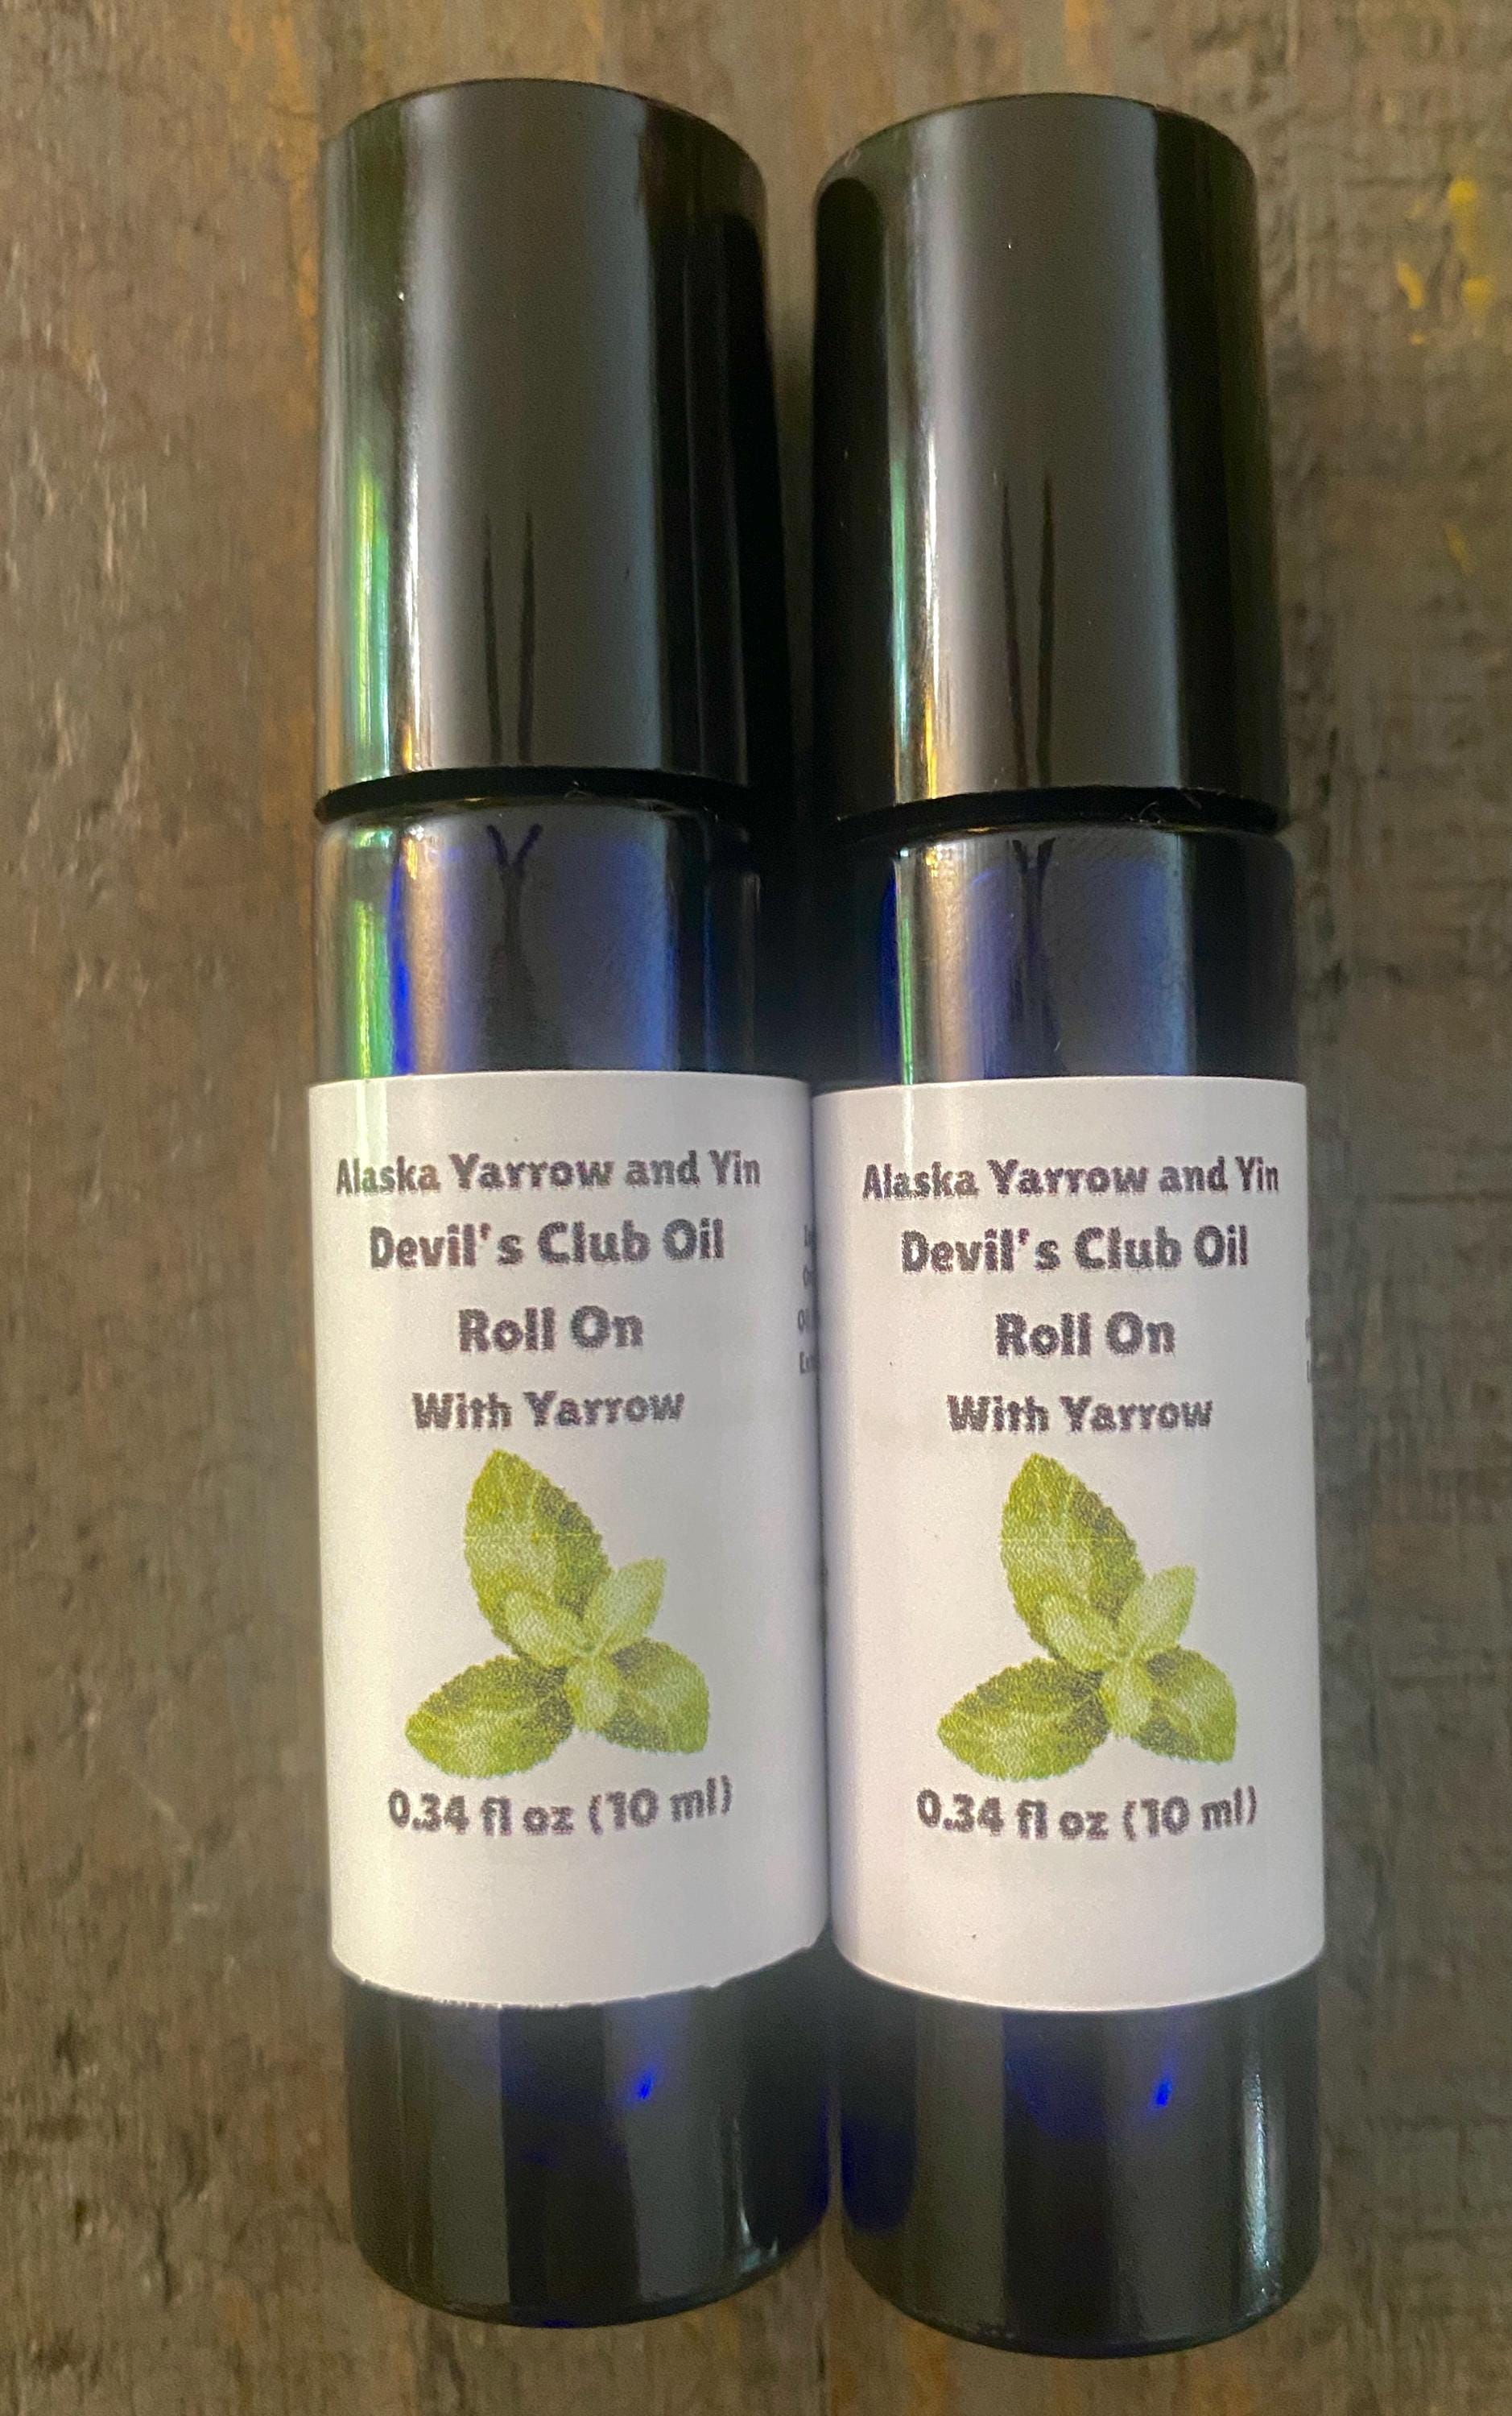 Alaska Yarrow and Yin
Devil's Club Oil
Roll On
With Yarrow
0.34 fl oz (10 ml)
Alaska Yarrow and Yin
Devil's Club Oil
Roll On
With Yarrow
0.34 fl oz (10 ml)